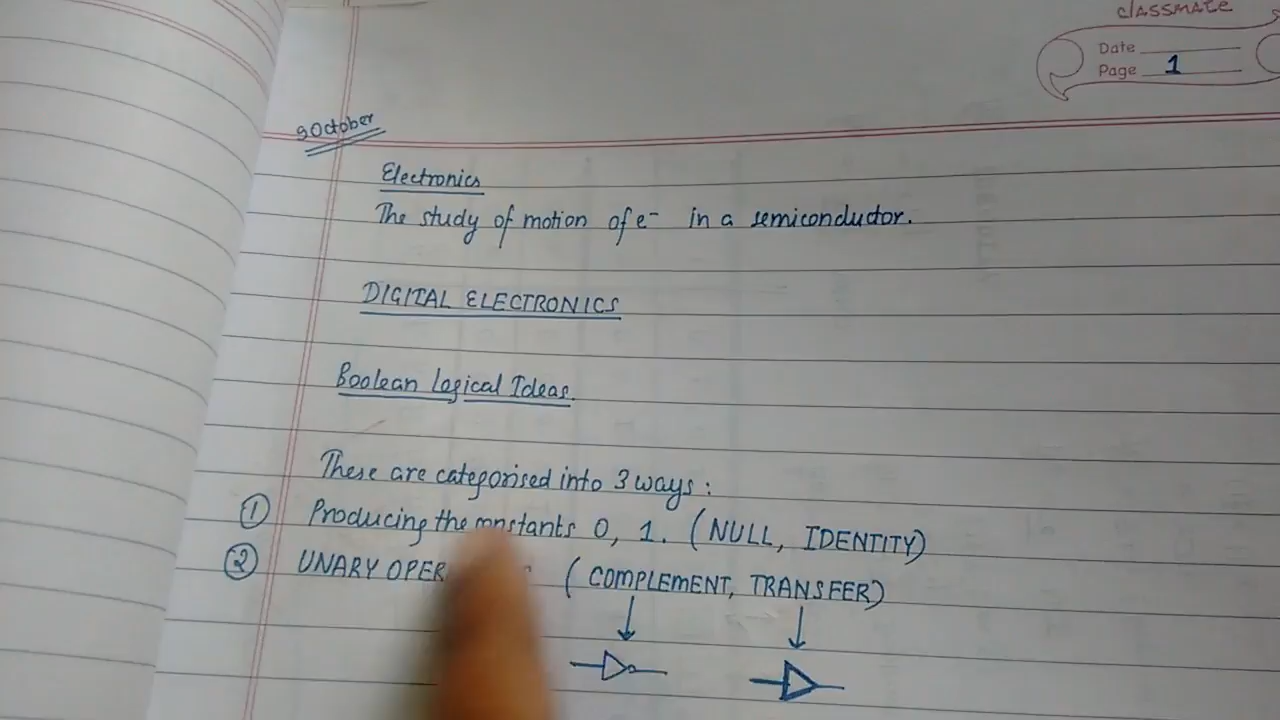 classmate
Date
Page 1
9 October
Electronics
The study of motion of e⁻ in a semiconductor.
DIGITAL ELECTRONICS
Boolean Logical Ideas.
These are categorised into 3 ways :
① Producing the constants 0, 1. (NULL, IDENTITY)
② UNARY (COMPLEMENT, TRANSFER)